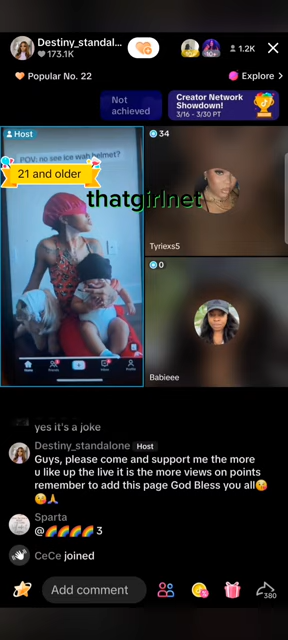 Destiny_standal...
173.1K
10+
10+
1.2K
Popular No. 22
Explore >
Not
achieved
Creator Network
Showdown!
3/16 - 3/30 PT
Host
34
POV: no see ice wah helmet?
21 and older
thatgirlnet
Tyriexs5
0
Babieee
yes it's a joke
Destiny_standalone Host
Guys, please come and support me the more
u like up the live it is the more views on points
remember to add this page God Bless you all😘
😘🙏
Sparta
@🌈🌈🌈🌈 3
CeCe joined
Add comment
380